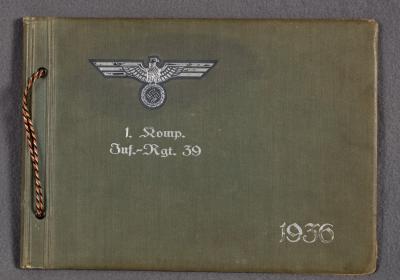 1. Komp.
Inf.-Rgt. 39
1936